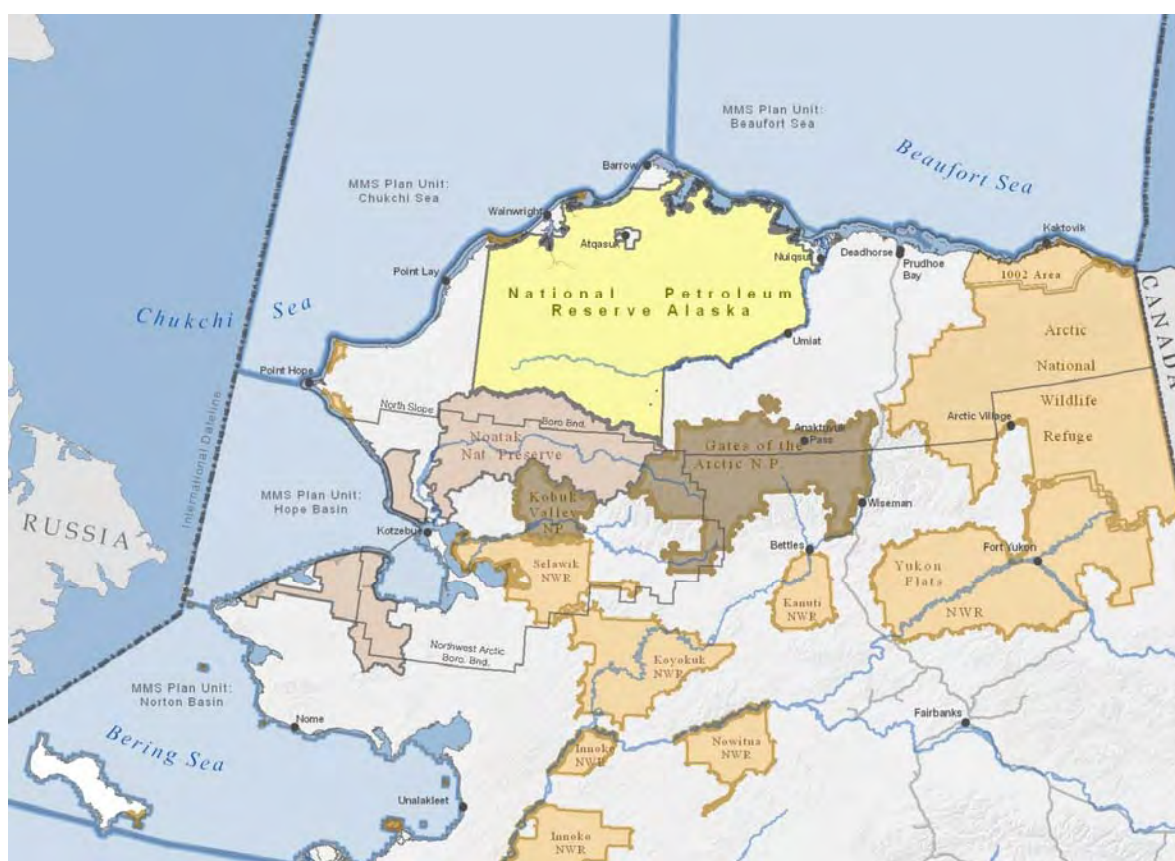 MMS Plan Unit:
Beaufort Sea
Beaufort Sea
Barrow
MMS Plan Unit:
Chukchi Sea
Wainwright
Atqasuk
Kaktovik
Nuiqsut
Deadhorse
Prudhoe
Bay
1002 Area
Point Lay
National Petroleum
Reserve Alaska
CANADA
Chukchi Sea
Umiat
Arctic
National
Wildlife
Refuge
Point Hope
North Slope
Boro Bnd.
Arctic Village
Anaktuvuk
Pass
Noatak
Nat. Preserve
Gates of the
Arctic N.P.
International Dateline
Kobuk
Valley
NP
MMS Plan Unit:
Hope Basin
Wiseman
RUSSIA
Kotzebue
Bettles
Fort Yukon
Selawik
NWR
Yukon
Flats
NWR
Kanuti
NWR
Northwest Arctic
Boro. Bnd.
Koyokuk
NWR
MMS Plan Unit:
Norton Basin
Nome
Fairbanks
Bering Sea
Innoko
NWR
Nowitna
NWR
Unalakleet
Innoko
NWR